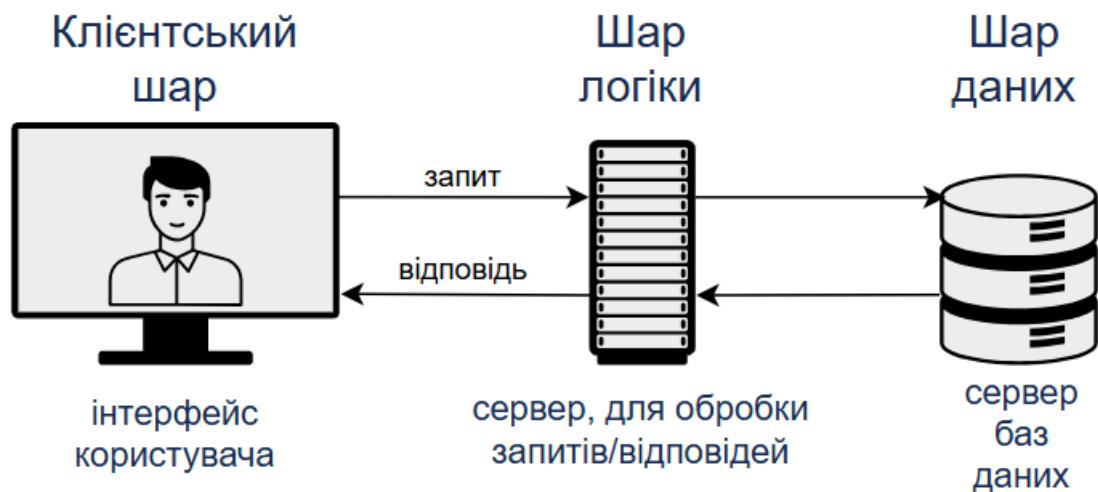 Клієнтський
шар
Шар
логіки
Шар
даних
запит
відповідь
інтерфейс
користувача
сервер, для обробки
запитів/відповідей
сервер
баз
даних